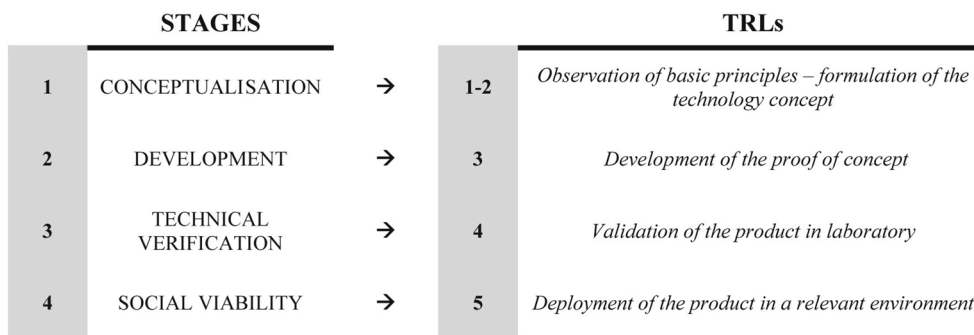 STAGES TRLs
1 CONCEPTUALISATION → 1-2 Observation of basic principles – formulation of the
technology concept
2 DEVELOPMENT → 3 Development of the proof of concept
3 TECHNICAL
VERIFICATION → 4 Validation of the product in laboratory
4 SOCIAL VIABILITY → 5 Deployment of the product in a relevant environment